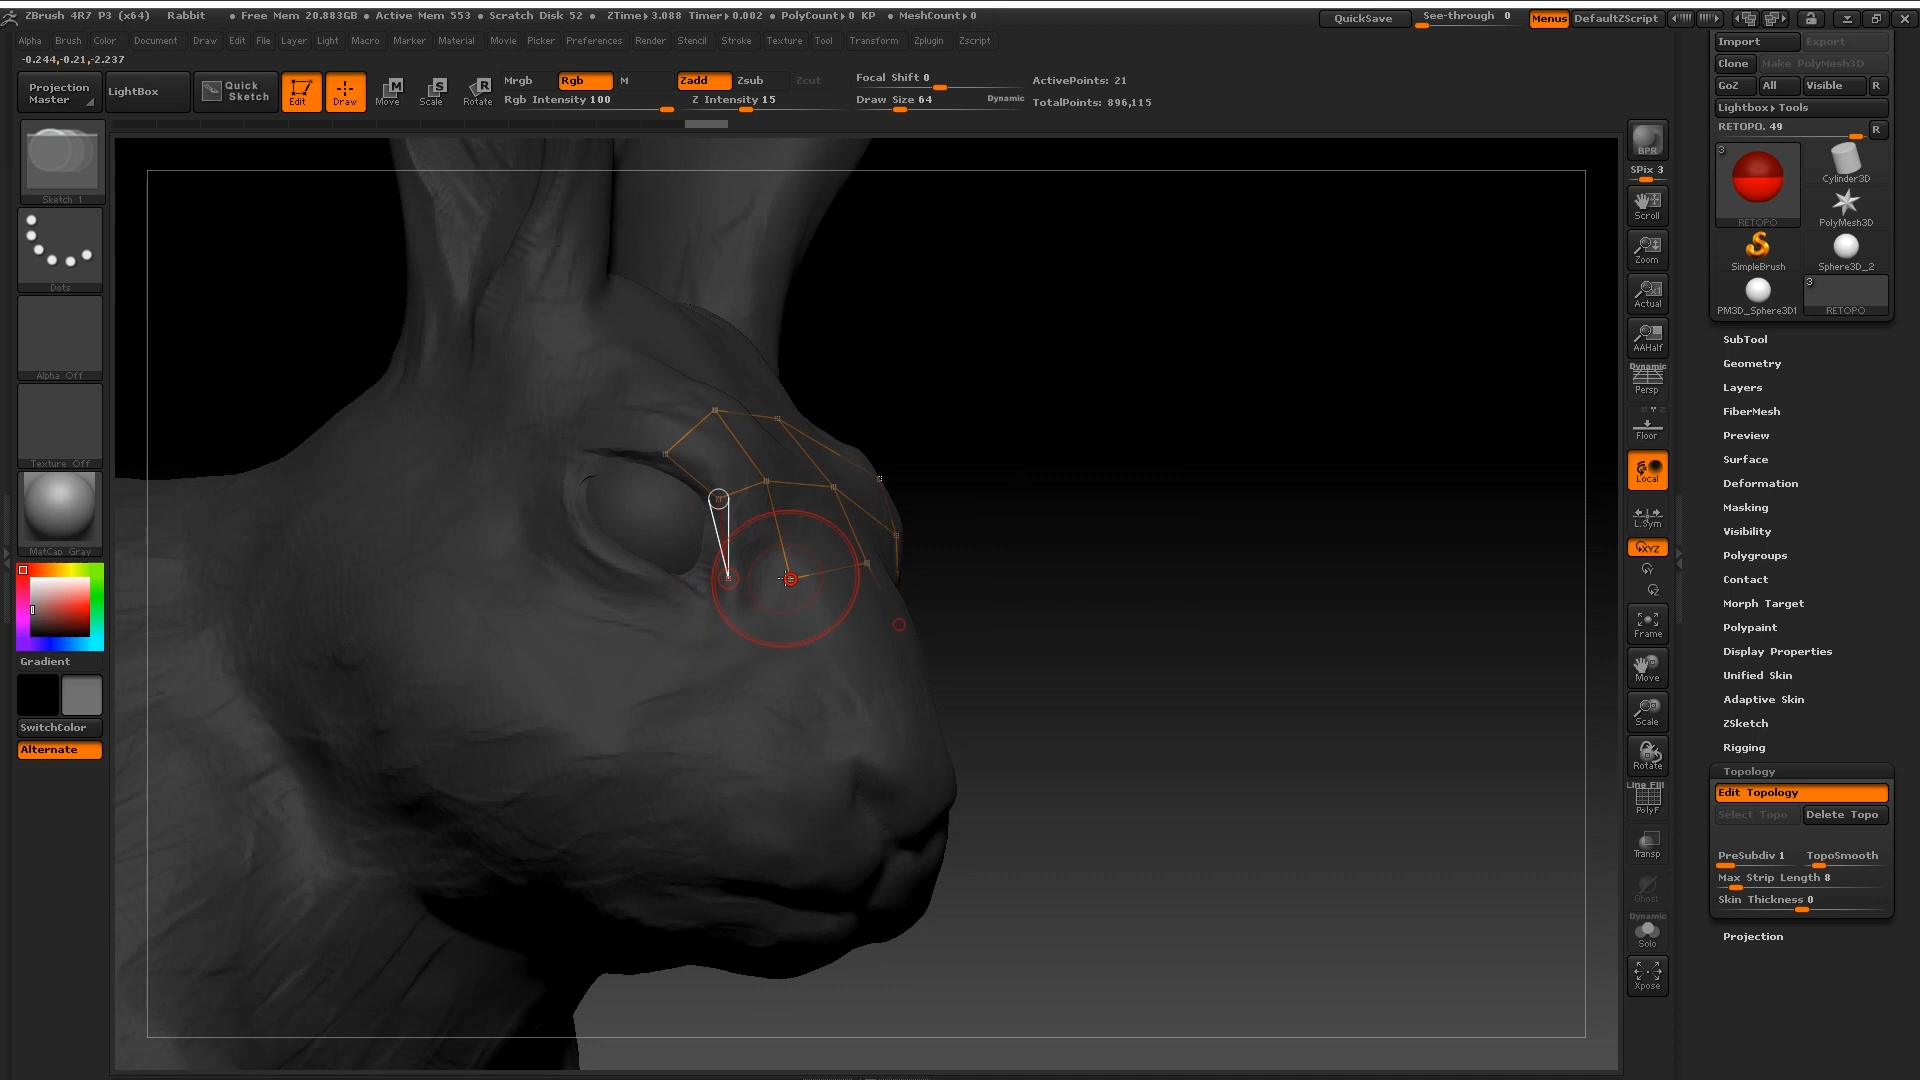 ZBrush 4R7 P3 (x64) Rabbit • Free Mem 20.883GB • Active Mem 553 • Scratch Disk 52 • ZTime▸3.088 Timer▸0.002 • PolyCount▸0 KP • MeshCount▸0
QuickSave See-through 0 Menus DefaultZScript
Alpha Brush Color Document Draw Edit File Layer Light Macro Marker Material Movie Picker Preferences Render Stencil Stroke Texture Tool Transform Zplugin Zscript
-0.244,-0.21,-2.237
Projection Master
LightBox
Quick Sketch
Edit
Draw
Move
Scale
Rotate
Mrgb Rgb M
Rgb Intensity 100
Zadd Zsub Zcut
Z Intensity 15
Focal Shift 0
Draw Size 64 Dynamic
ActivePoints: 21
TotalPoints: 896,115
Sketch 1
Dots
Alpha Off
Texture Off
MatCap Gray
Gradient
SwitchColor
Alternate
BPR
SPix 3
Scroll
Zoom
Actual
AAHalf
Dynamic
Persp
Floor
Local
L.Sym
XYZ
Y
Z
Frame
Move
Scale
Rotate
Line Fill
PolyF
Transp
Ghost
Dynamic
Solo
Xpose
Import Export
Clone Make PolyMesh3D
GoZ All Visible R
Lightbox▸Tools
RETOPO. 49 R
3
RETOPO
Cylinder3D
PolyMesh3D
SimpleBrush
Sphere3D_2
PM3D_Sphere3D1
3
RETOPO
SubTool
Geometry
Layers
FiberMesh
Preview
Surface
Deformation
Masking
Visibility
Polygroups
Contact
Morph Target
Polypaint
Display Properties
Unified Skin
Adaptive Skin
ZSketch
Rigging
Topology
Edit Topology
Select Topo Delete Topo
PreSubdiv 1 TopoSmooth
Max Strip Length 8
Skin Thickness 0
Projection